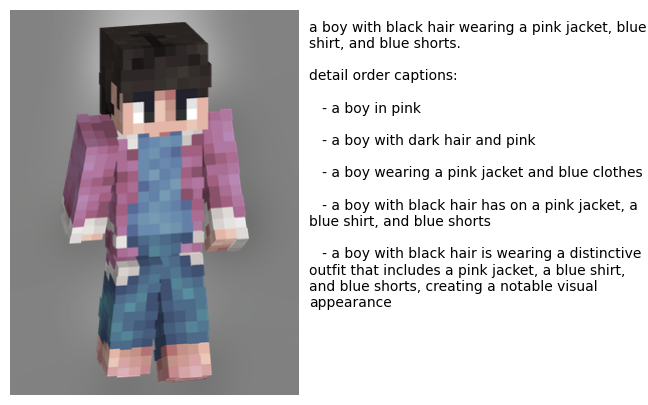 a boy with black hair wearing a pink jacket, blue
shirt, and blue shorts.
detail order captions:
- a boy in pink
- a boy with dark hair and pink
- a boy wearing a pink jacket and blue clothes
- a boy with black hair has on a pink jacket, a
blue shirt, and blue shorts
- a boy with black hair is wearing a distinctive
outfit that includes a pink jacket, a blue shirt,
and blue shorts, creating a notable visual
appearance